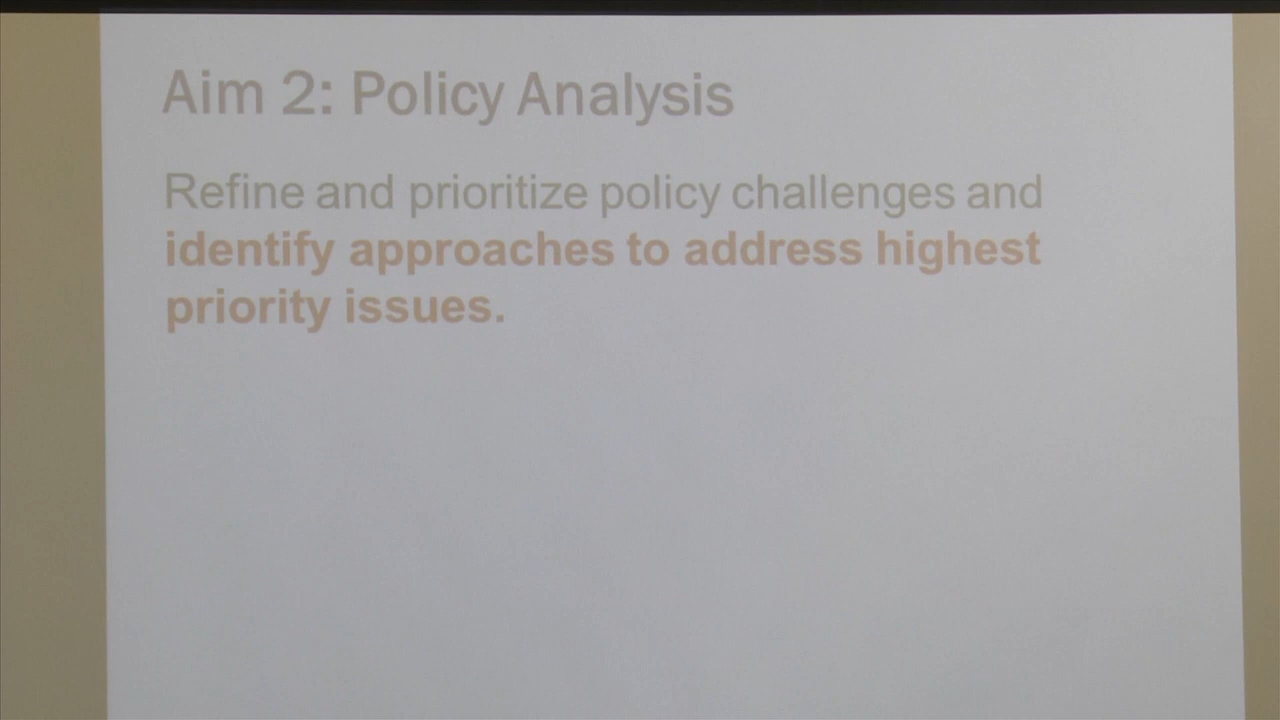 Aim 2: Policy Analysis
Refine and prioritize policy challenges and
identify approaches to address highest
priority issues.